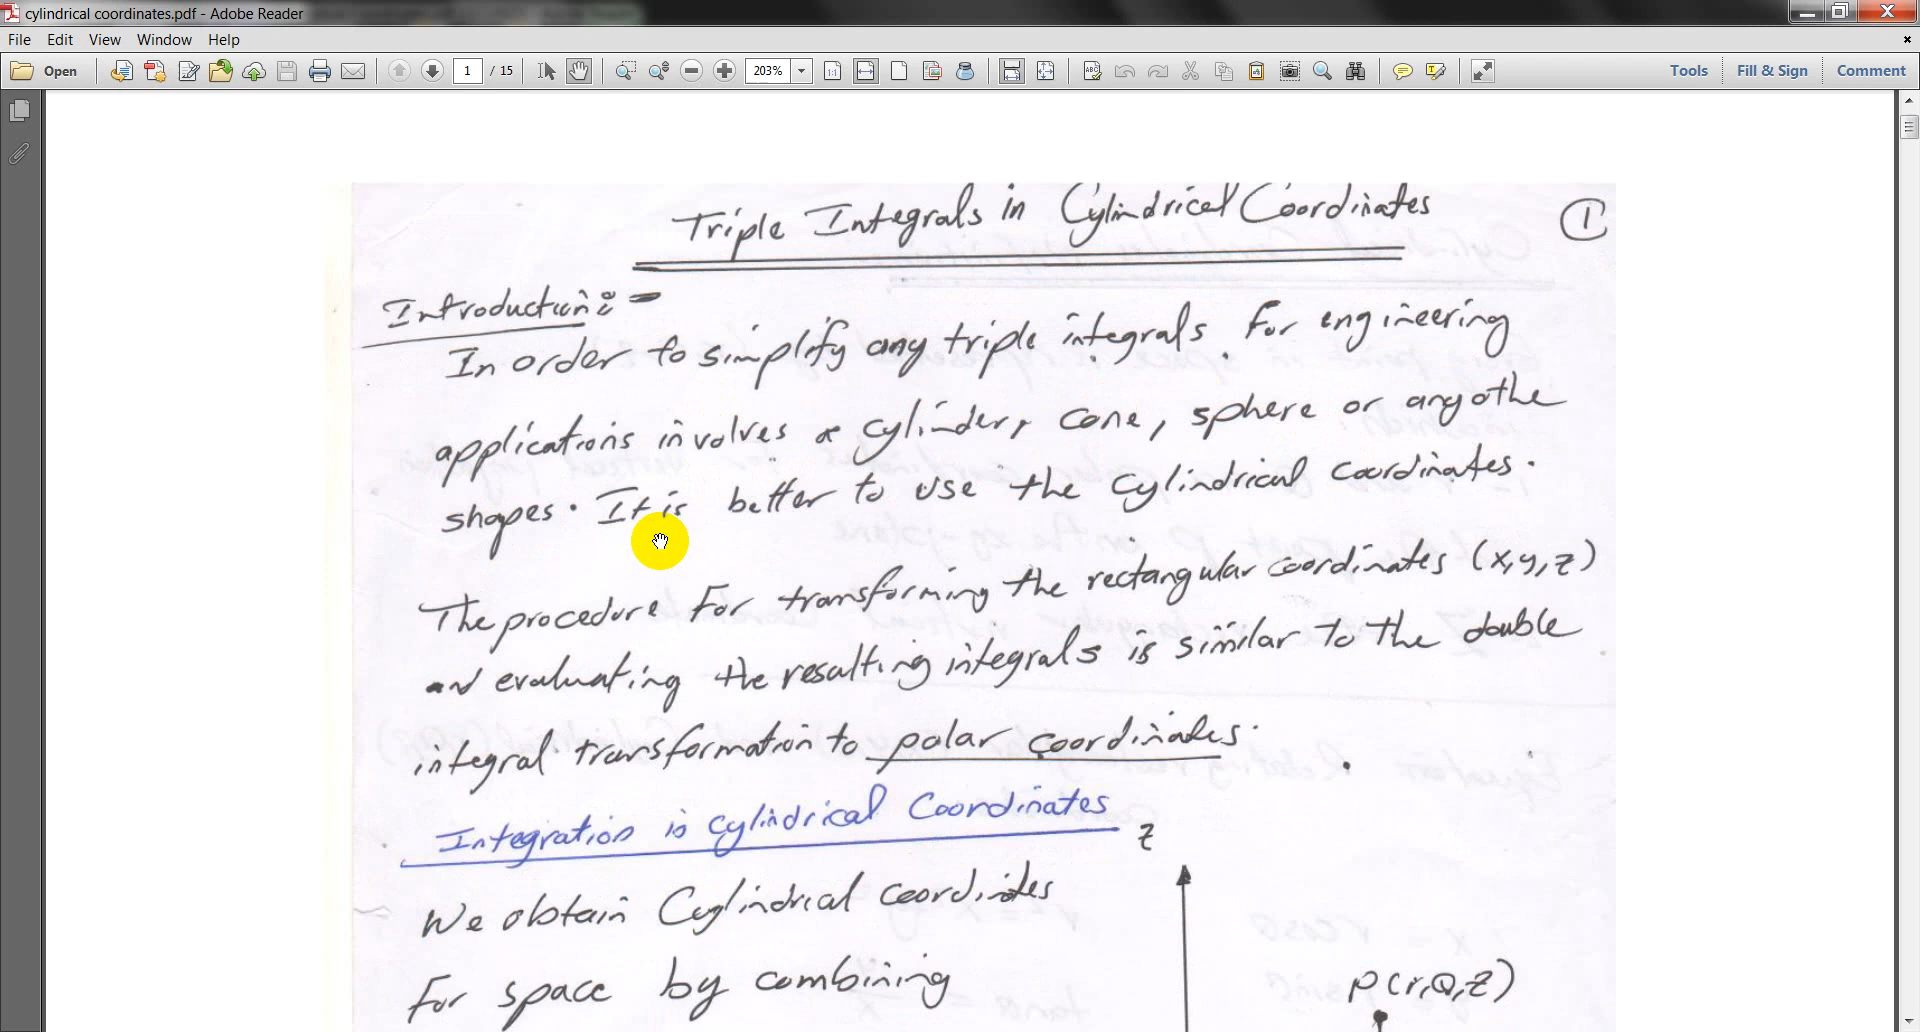 cylindrical coordinates.pdf - Adobe Reader
File Edit View Window Help
Open 1 / 15 203% Tools Fill & Sign Comment
Triple Integrals in Cylindrical Coordinates 1
Introduction:-
In order to simplify any triple integrals for engineering
applications involves a cylinder, cone, sphere or any othe
shapes. It is better to use the cylindrical coordinates.
The procedure for transforming the rectangular coordinates (x,y,z)
and evaluating the resulting integrals is similar to the double
integral transformation to polar coordinates.
Integration is cylindrical Coordinates
z
We obtain Cylindrical coordinates
For space by combining
P(r,θ,z)